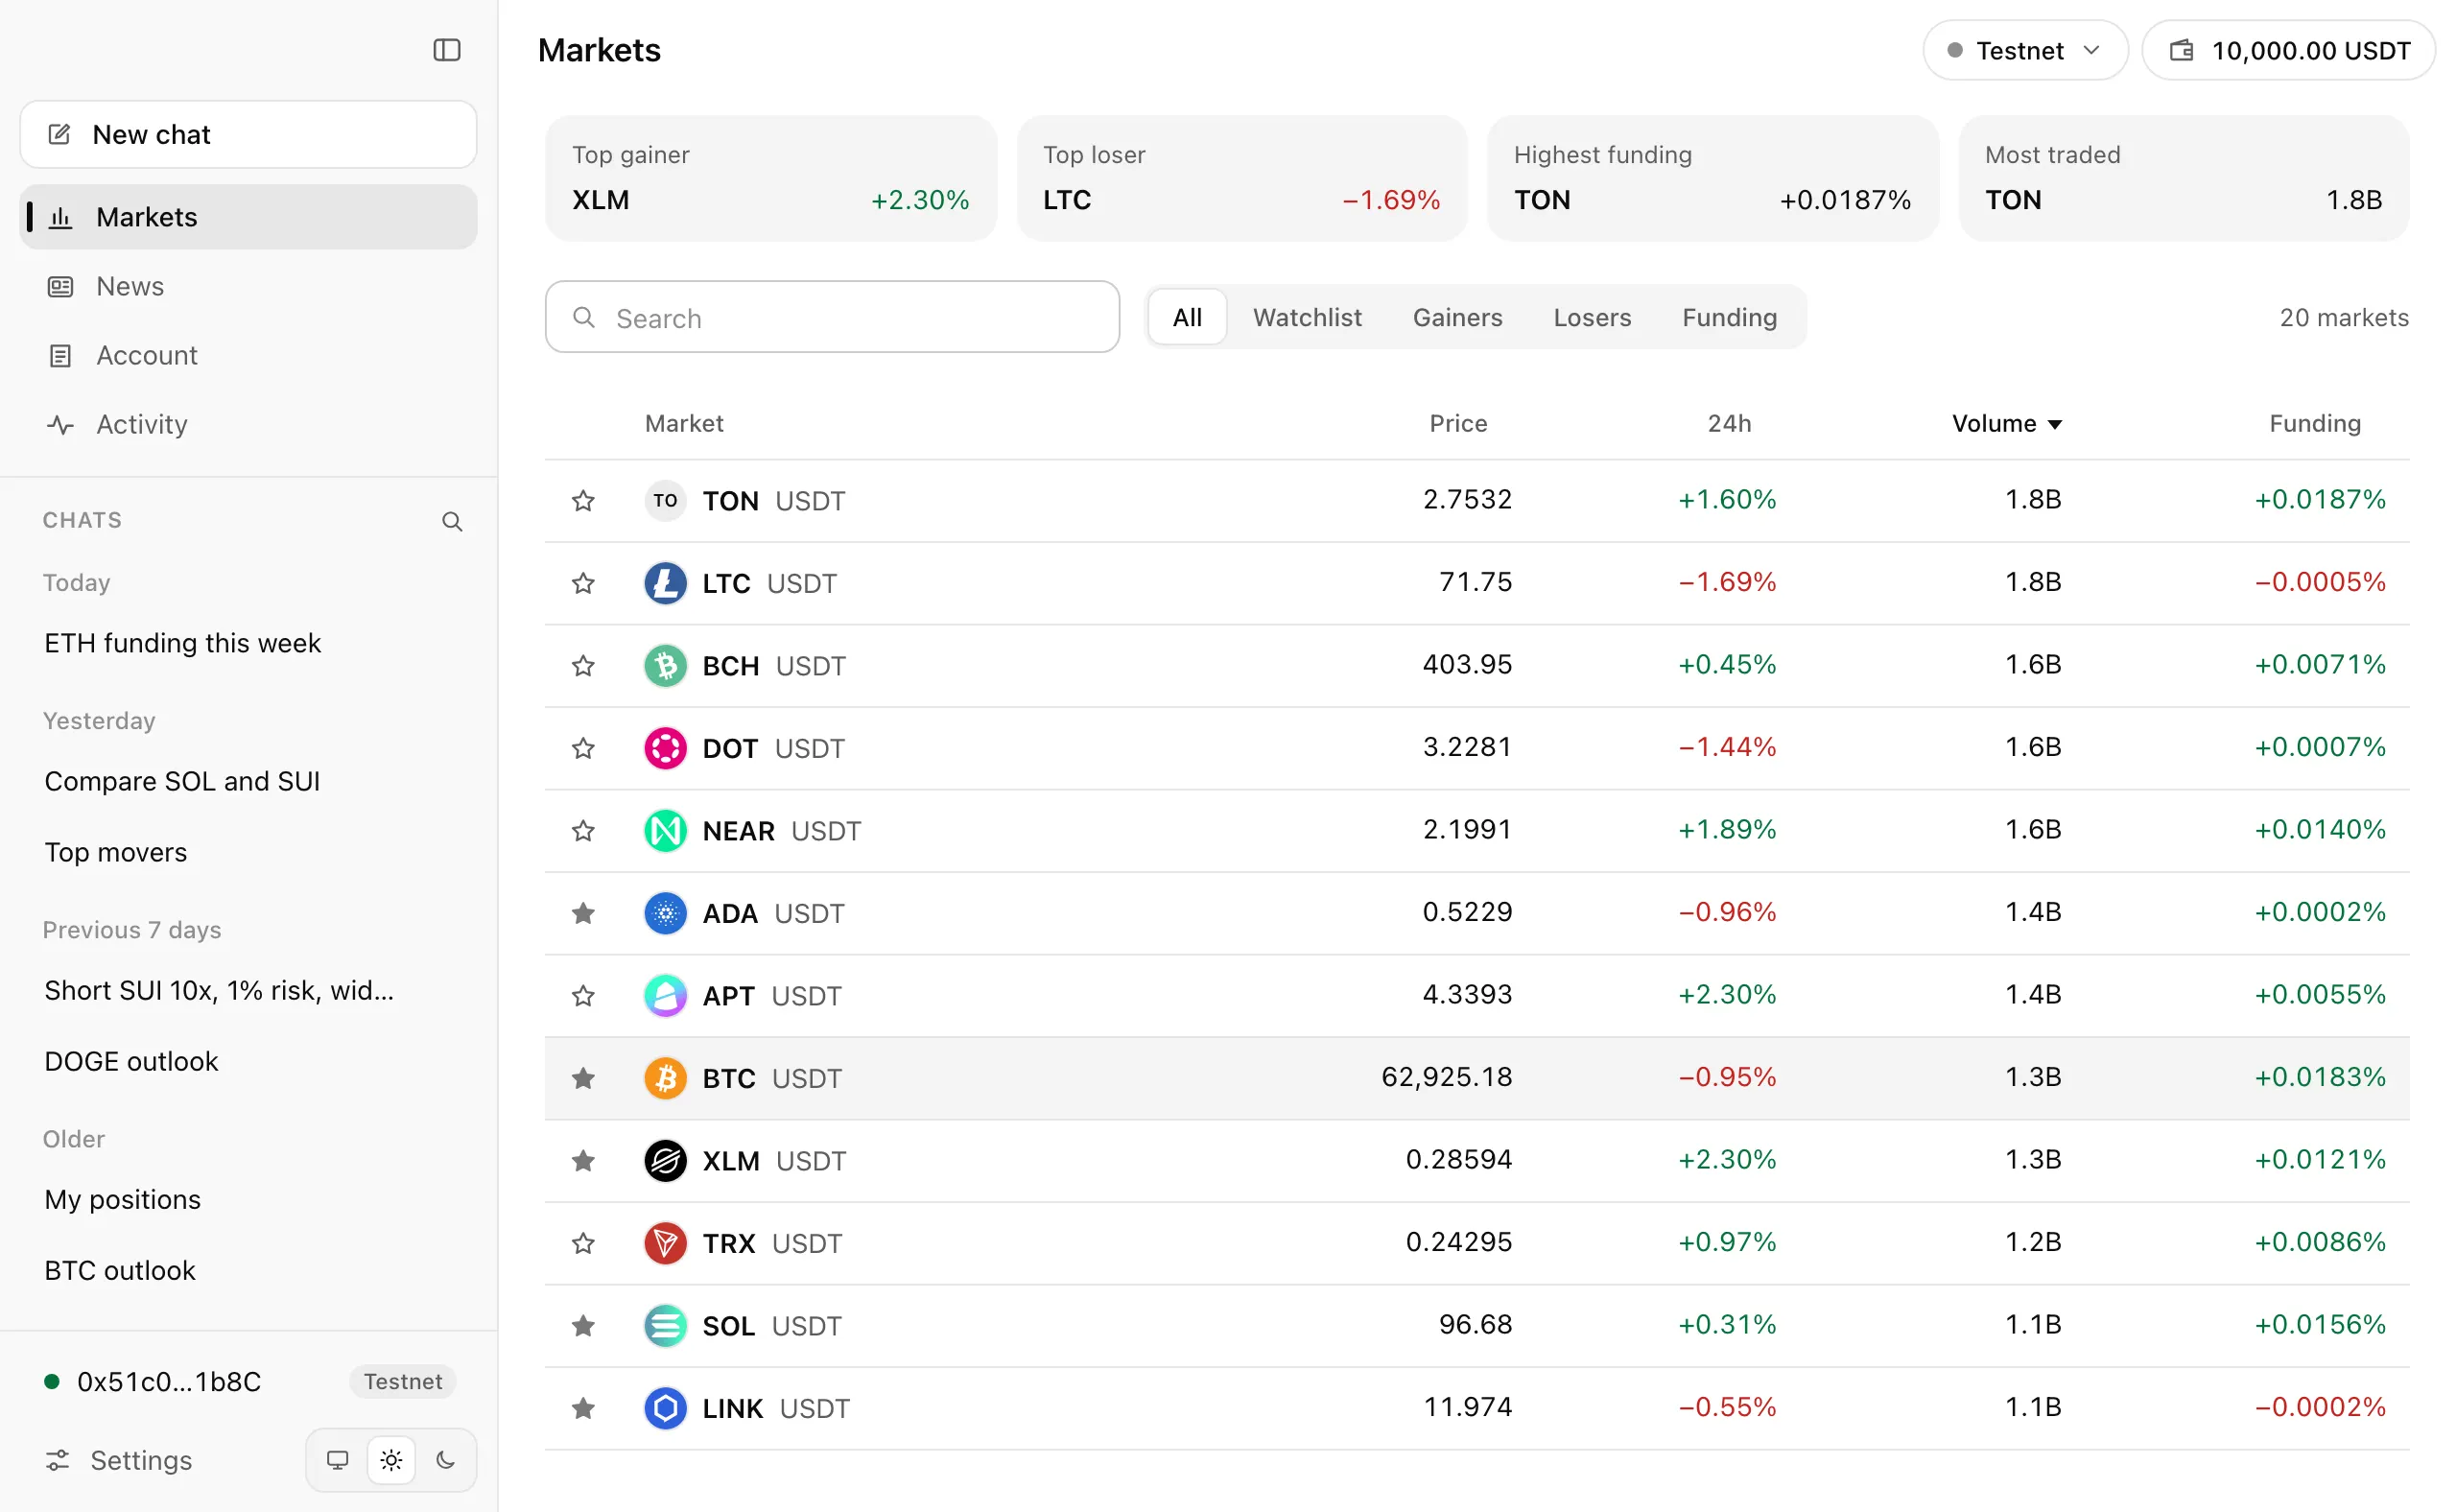 Markets
Testnet
10,000.00 USDT
New chat
Markets
News
Account
Activity
CHATS
Today
ETH funding this week
Yesterday
Compare SOL and SUI
Top movers
Previous 7 days
Short SUI 10x, 1% risk, wid...
DOGE outlook
Older
My positions
BTC outlook
0x51c0...1b8C Testnet
Settings
Top gainer
XLM +2.30%
Top loser
LTC −1.69%
Highest funding
TON +0.0187%
Most traded
TON 1.8B
Search
All Watchlist Gainers Losers Funding
20 markets
Market Price 24h Volume Funding
TO TON USDT 2.7532 +1.60% 1.8B +0.0187%
LTC USDT 71.75 −1.69% 1.8B −0.0005%
BCH USDT 403.95 +0.45% 1.6B +0.0071%
DOT USDT 3.2281 −1.44% 1.6B +0.0007%
NEAR USDT 2.1991 +1.89% 1.6B +0.0140%
ADA USDT 0.5229 −0.96% 1.4B +0.0002%
APT USDT 4.3393 +2.30% 1.4B +0.0055%
BTC USDT 62,925.18 −0.95% 1.3B +0.0183%
XLM USDT 0.28594 +2.30% 1.3B +0.0121%
TRX USDT 0.24295 +0.97% 1.2B +0.0086%
SOL USDT 96.68 +0.31% 1.1B +0.0156%
LINK USDT 11.974 −0.55% 1.1B −0.0002%